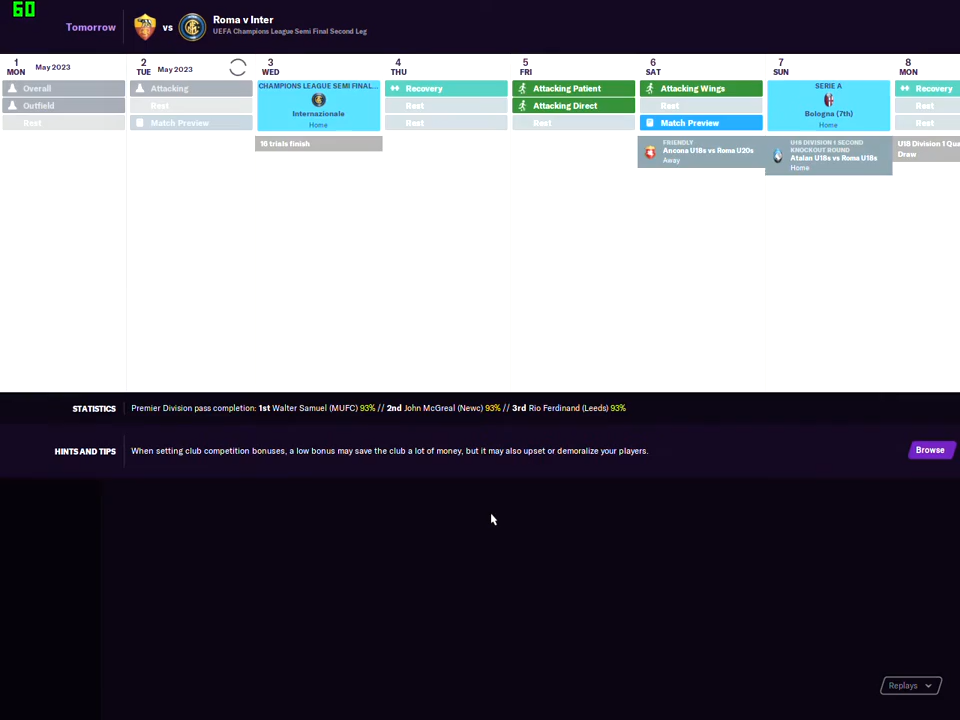 60
Tomorrow
vs
Roma v Inter
UEFA Champions League Semi Final Second Leg
1
MON
May 2023
2
TUE
May 2023
3
WED
4
THU
5
FRI
6
SAT
7
SUN
8
MON
Overall
Attacking
CHAMPIONS LEAGUE SEMI FINAL...
Recovery
Attacking Patient
Attacking Wings
SERIE A
Recovery
Outfield
Rest
Internazionale
Rest
Attacking Direct
Rest
Bologna (7th)
Rest
Rest
Match Preview
Home
Rest
Rest
Match Preview
Home
Rest
16 trials finish
FRIENDLY
Ancona U18s vs Roma U20s
Away
U18 DIVISION 1 SECOND
KNOCKOUT ROUND
Atalan U18s vs Roma U18s
Home
U18 Division 1 Qua
Draw
STATISTICS
Premier Division pass completion: 1st Walter Samuel (MUFC) 93% // 2nd John McGreal (Newc) 93% // 3rd Rio Ferdinand (Leeds) 93%
HINTS AND TIPS
When setting club competition bonuses, a low bonus may save the club a lot of money, but it may also upset or demoralize your players.
Browse
Replays